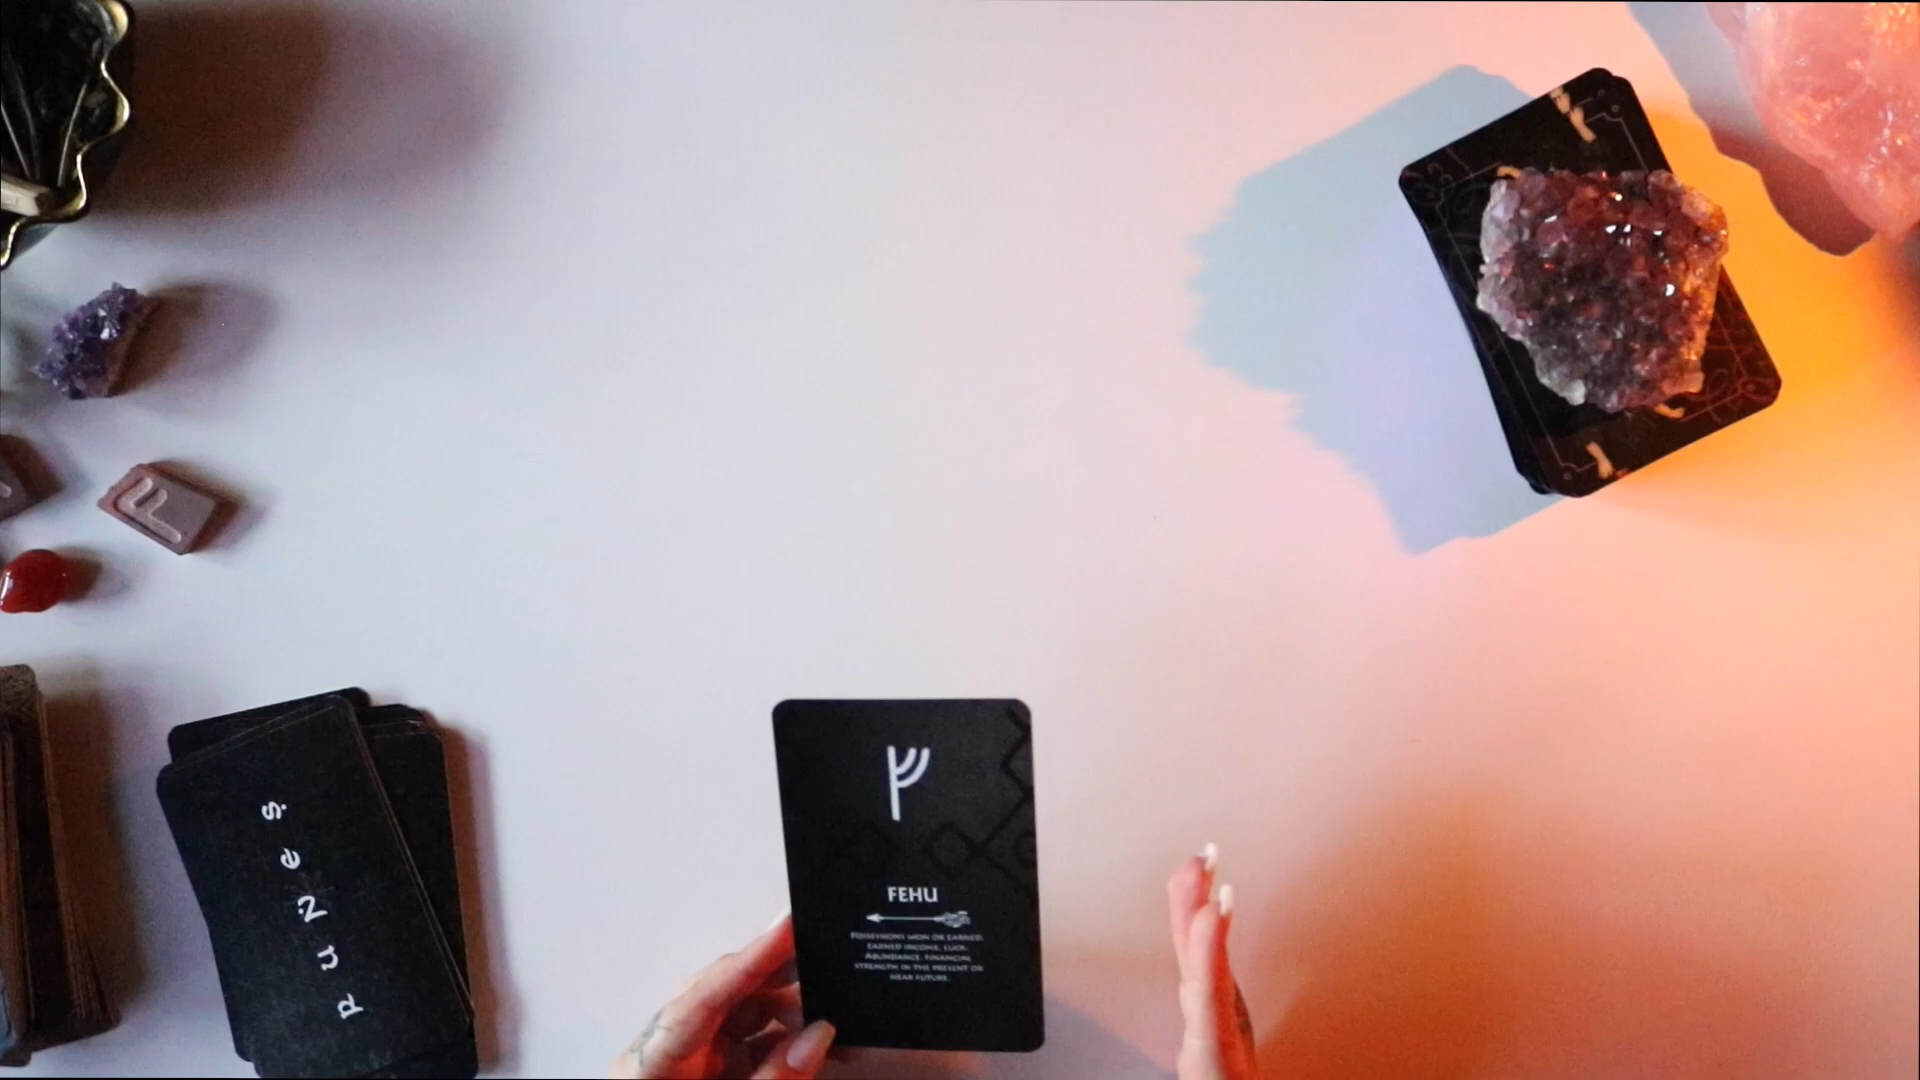 ᚠ
FEHU
Possessions won or earned,
earned income, luck.
Abundance, financial
strength in the present or
near future.
runes